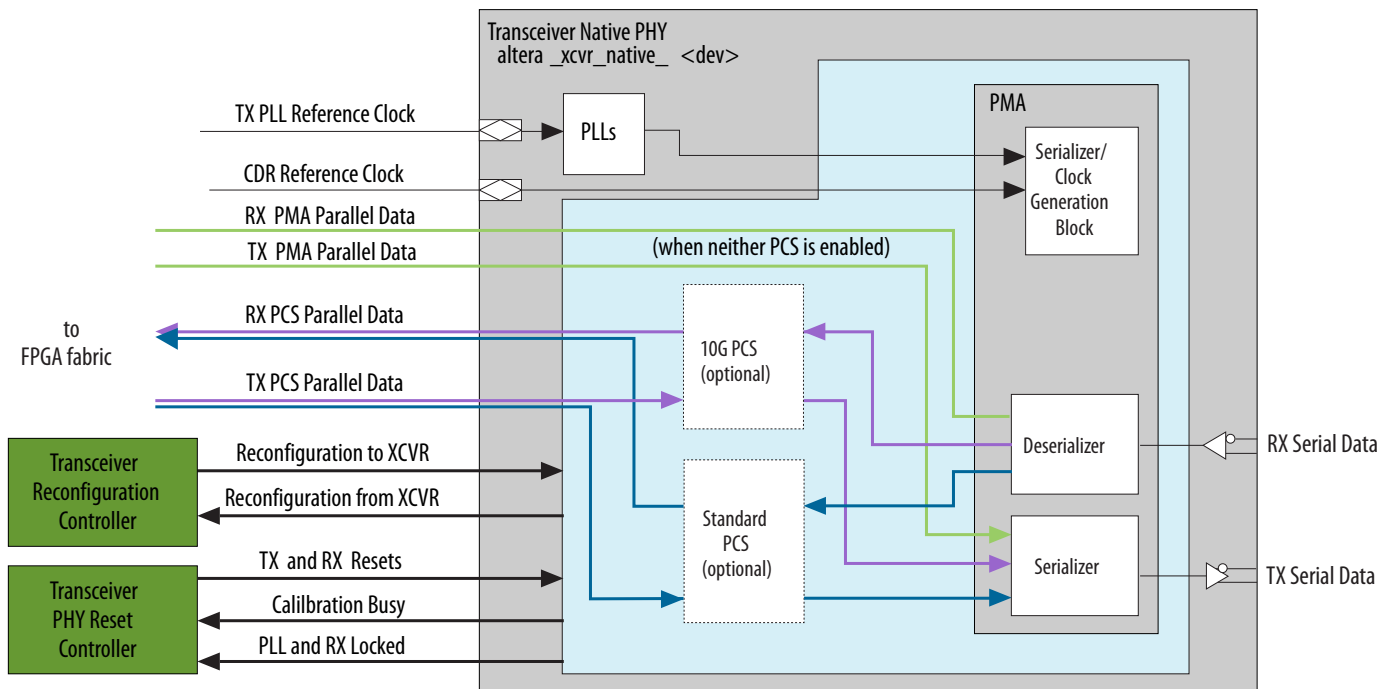 Transceiver Native PHY
altera _xcvr_native_ <dev>
TX PLL Reference Clock
PLLs
PMA
Serializer/
Clock
Generation
Block
CDR Reference Clock
RX PMA Parallel Data
TX PMA Parallel Data
(when neither PCS is enabled)
to
FPGA fabric
RX PCS Parallel Data
TX PCS Parallel Data
10G PCS
(optional)
Deserializer
RX Serial Data
Transceiver
Reconfiguration
Controller
Reconfiguration to XCVR
Reconfiguration from XCVR
Standard
PCS
(optional)
Serializer
TX Serial Data
Transceiver
PHY Reset
Controller
TX and RX Resets
Calilbration Busy
PLL and RX Locked